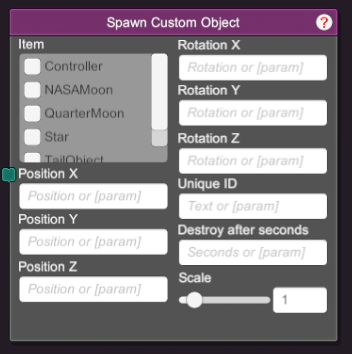 Spawn Custom Object
?
Item
Controller
NASAMoon
QuarterMoon
Star
TailObject
Position X
Position or [param]
Position Y
Position or [param]
Position Z
Position or [param]
Rotation X
Rotation or [param]
Rotation Y
Rotation or [param]
Rotation Z
Rotation or [param]
Unique ID
Text or [param]
Destroy after seconds
Seconds or [param]
Scale
1